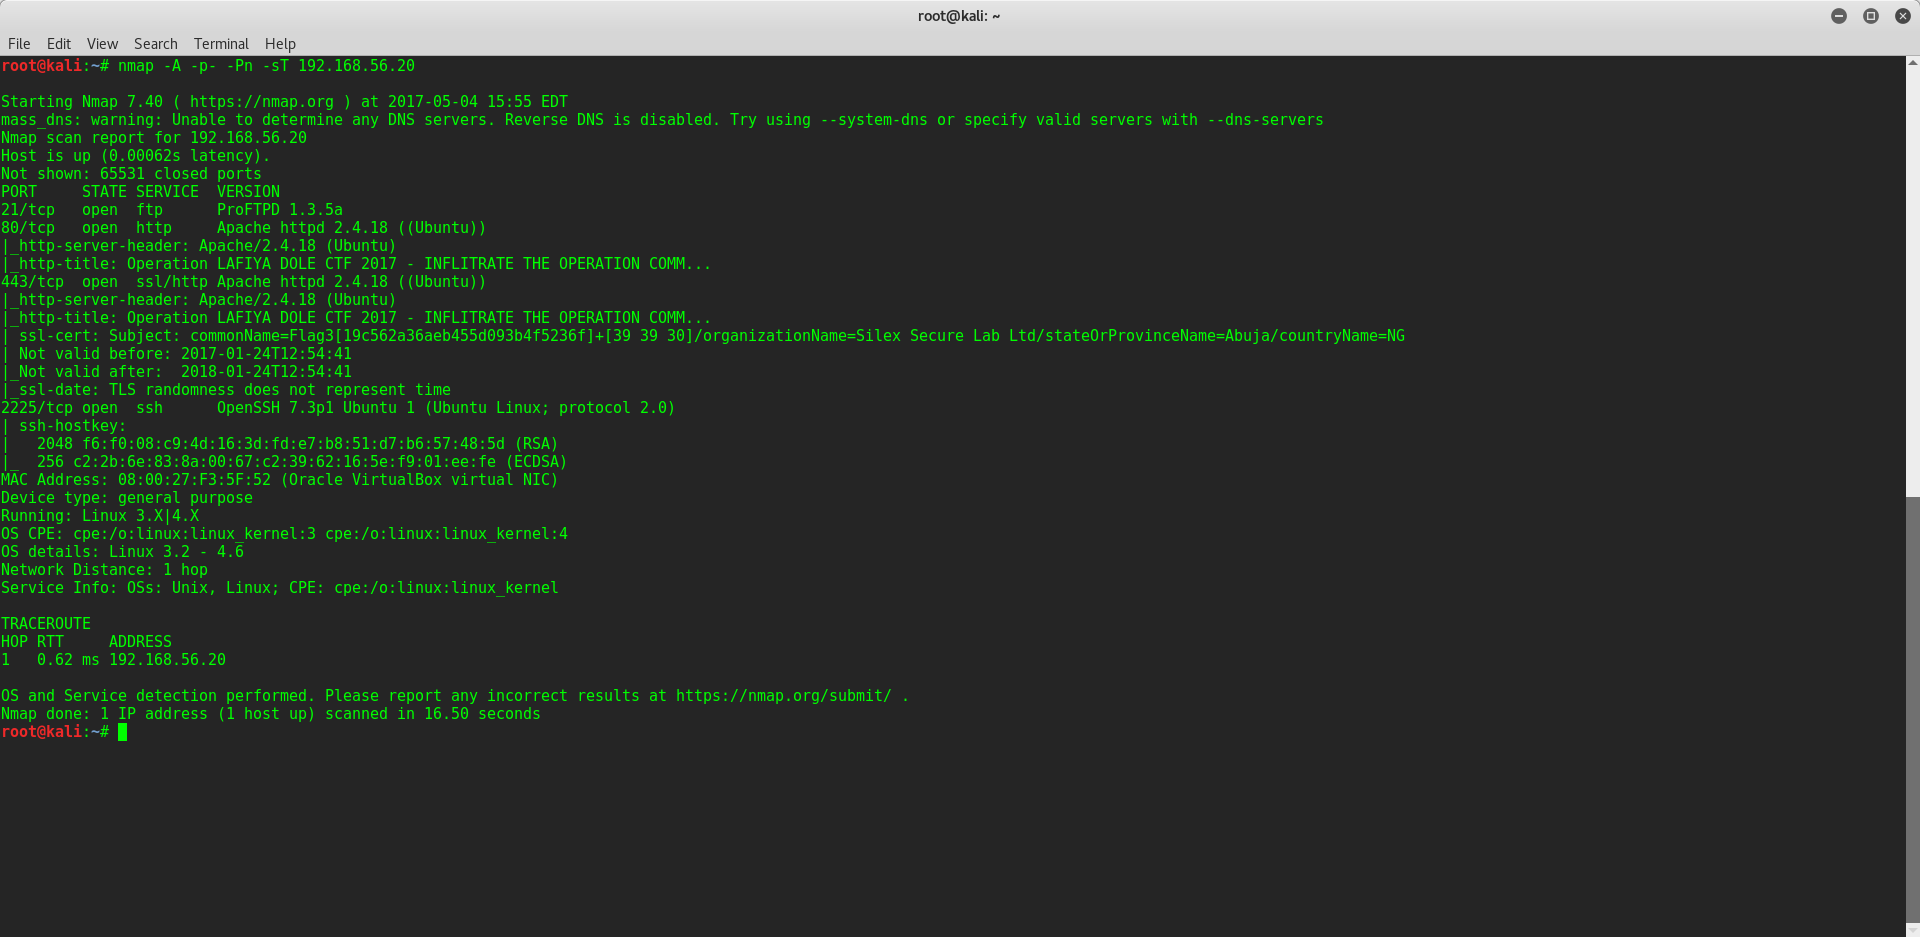 root@kali: ~
File Edit View Search Terminal Help
root@kali:~# nmap -A -p- -Pn -sT 192.168.56.20
Starting Nmap 7.40 ( https://nmap.org ) at 2017-05-04 15:55 EDT
mass_dns: warning: Unable to determine any DNS servers. Reverse DNS is disabled. Try using --system-dns or specify valid servers with --dns-servers
Nmap scan report for 192.168.56.20
Host is up (0.00062s latency).
Not shown: 65531 closed ports
PORT     STATE SERVICE  VERSION
21/tcp   open  ftp      ProFTPD 1.3.5a
80/tcp   open  http     Apache httpd 2.4.18 ((Ubuntu))
|_http-server-header: Apache/2.4.18 (Ubuntu)
|_http-title: Operation LAFIYA DOLE CTF 2017 - INFLITRATE THE OPERATION COMM...
443/tcp  open  ssl/http Apache httpd 2.4.18 ((Ubuntu))
|_http-server-header: Apache/2.4.18 (Ubuntu)
|_http-title: Operation LAFIYA DOLE CTF 2017 - INFLITRATE THE OPERATION COMM...
| ssl-cert: Subject: commonName=Flag3[19c562a36aeb455d093b4f5236f]+[39 39 30]/organizationName=Silex Secure Lab Ltd/stateOrProvinceName=Abuja/countryName=NG
| Not valid before: 2017-01-24T12:54:41
|_Not valid after:  2018-01-24T12:54:41
|_ssl-date: TLS randomness does not represent time
2225/tcp open  ssh      OpenSSH 7.3p1 Ubuntu 1 (Ubuntu Linux; protocol 2.0)
| ssh-hostkey:
|   2048 f6:f0:08:c9:4d:16:3d:fd:e7:b8:51:d7:b6:57:48:5d (RSA)
|_  256 c2:2b:6e:83:8a:00:67:c2:39:62:16:5e:f9:01:ee:fe (ECDSA)
MAC Address: 08:00:27:F3:5F:52 (Oracle VirtualBox virtual NIC)
Device type: general purpose
Running: Linux 3.X|4.X
OS CPE: cpe:/o:linux:linux_kernel:3 cpe:/o:linux:linux_kernel:4
OS details: Linux 3.2 - 4.6
Network Distance: 1 hop
Service Info: OSs: Unix, Linux; CPE: cpe:/o:linux:linux_kernel
TRACEROUTE
HOP RTT     ADDRESS
1   0.62 ms 192.168.56.20
OS and Service detection performed. Please report any incorrect results at https://nmap.org/submit/ .
Nmap done: 1 IP address (1 host up) scanned in 16.50 seconds
root@kali:~#